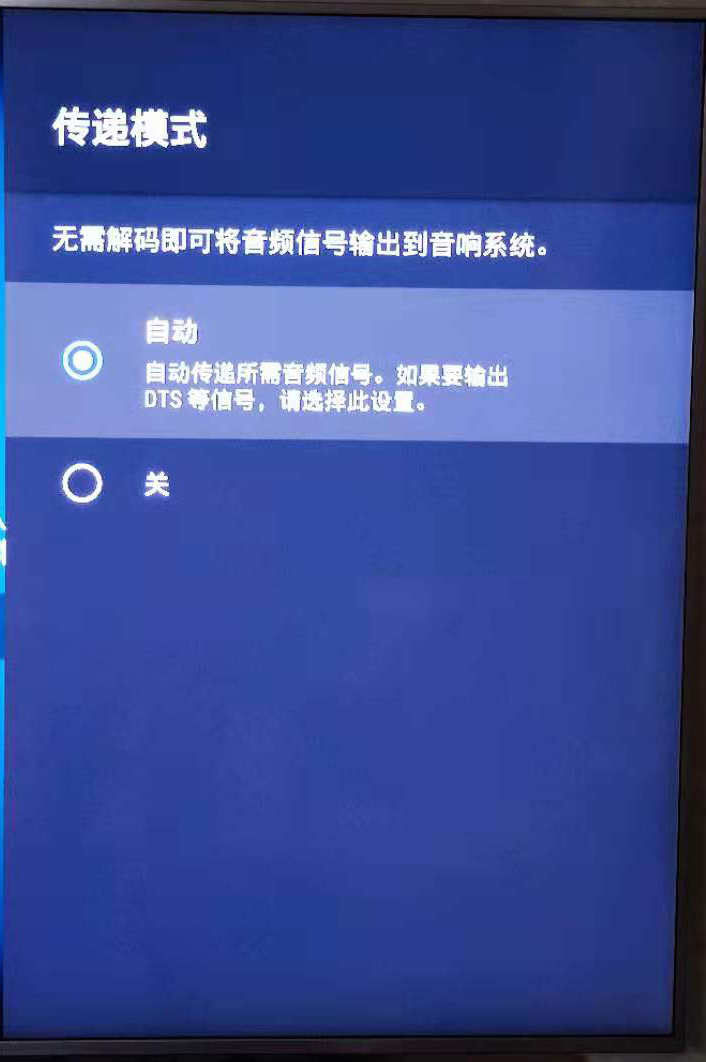 传递模式
无需解码即可将音频信号输出到音响系统。
自动
自动传递所需音频信号。如果要输出
DTS 等信号，请选择此设置。
关